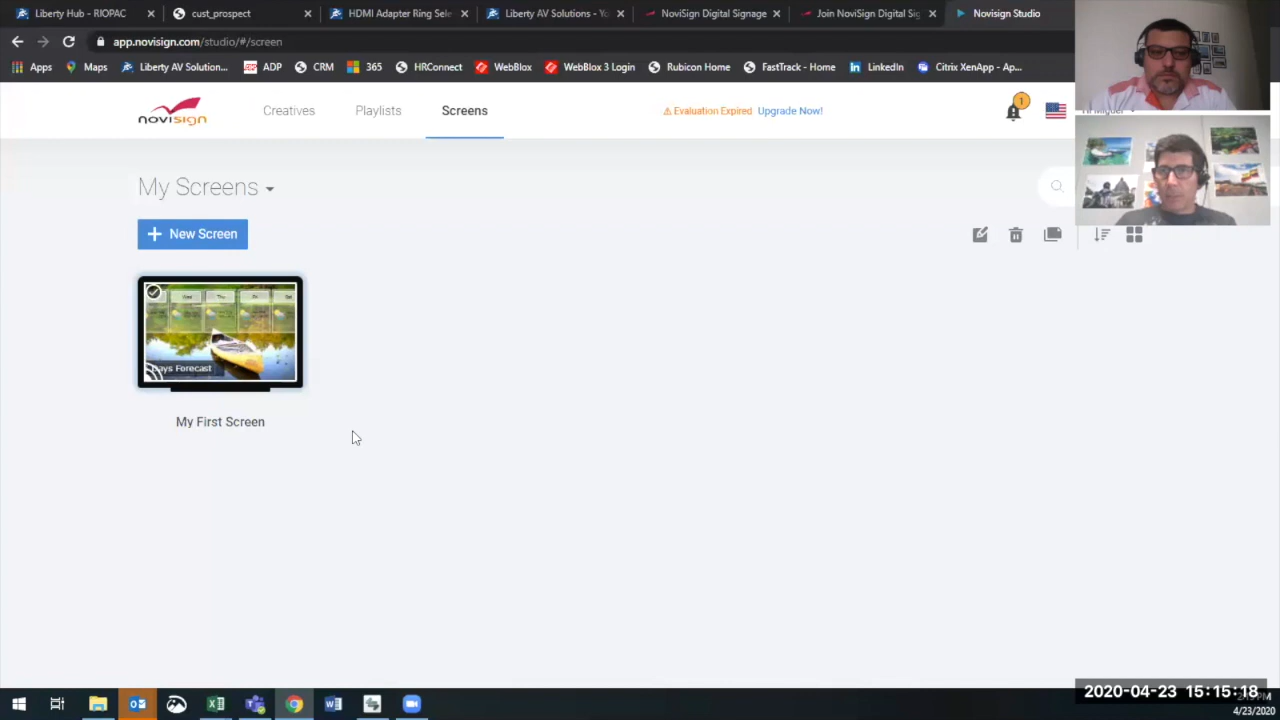 Liberty Hub - RIOPAC
cust_prospect
HDMI Adapter Ring Sele
Liberty AV Solutions - Yo
NoviSign Digital Signage
Join NoviSign Digital Sig
Novisign Studio
app.novisign.com/studio/#/screen
Apps
Maps
Liberty AV Solution...
ADP
CRM
365
HRConnect
WebBlox
WebBlox 3 Login
Rubicon Home
FastTrack - Home
LinkedIn
Citrix XenApp - Ap...
novisign
Creatives
Playlists
Screens
Evaluation Expired Upgrade Now!
1
Hi Miguel
My Screens
+ New Screen
Days Forecast
My First Screen
2020-04-23 15:15:18
4/23/2020